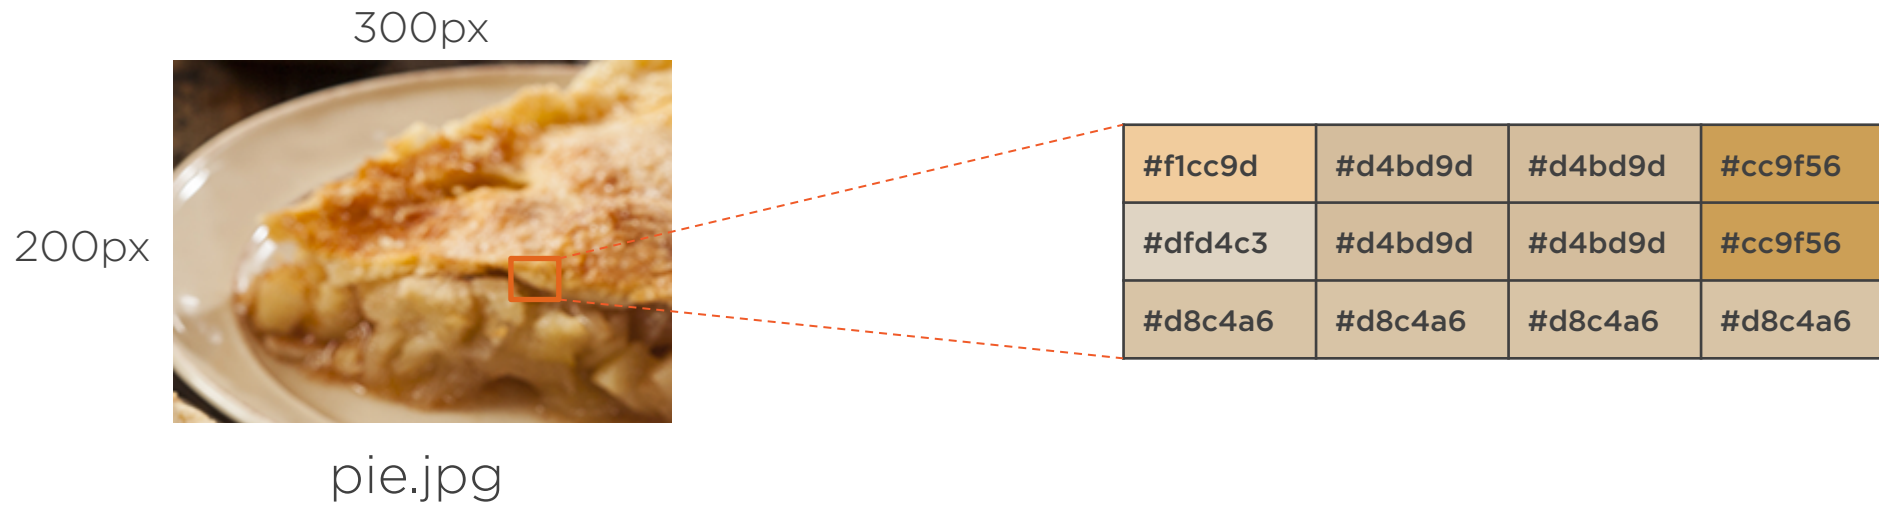 300px
200px
pie.jpg
#f1cc9d #d4bd9d #d4bd9d #cc9f56
#dfd4c3 #d4bd9d #d4bd9d #cc9f56
#d8c4a6 #d8c4a6 #d8c4a6 #d8c4a6